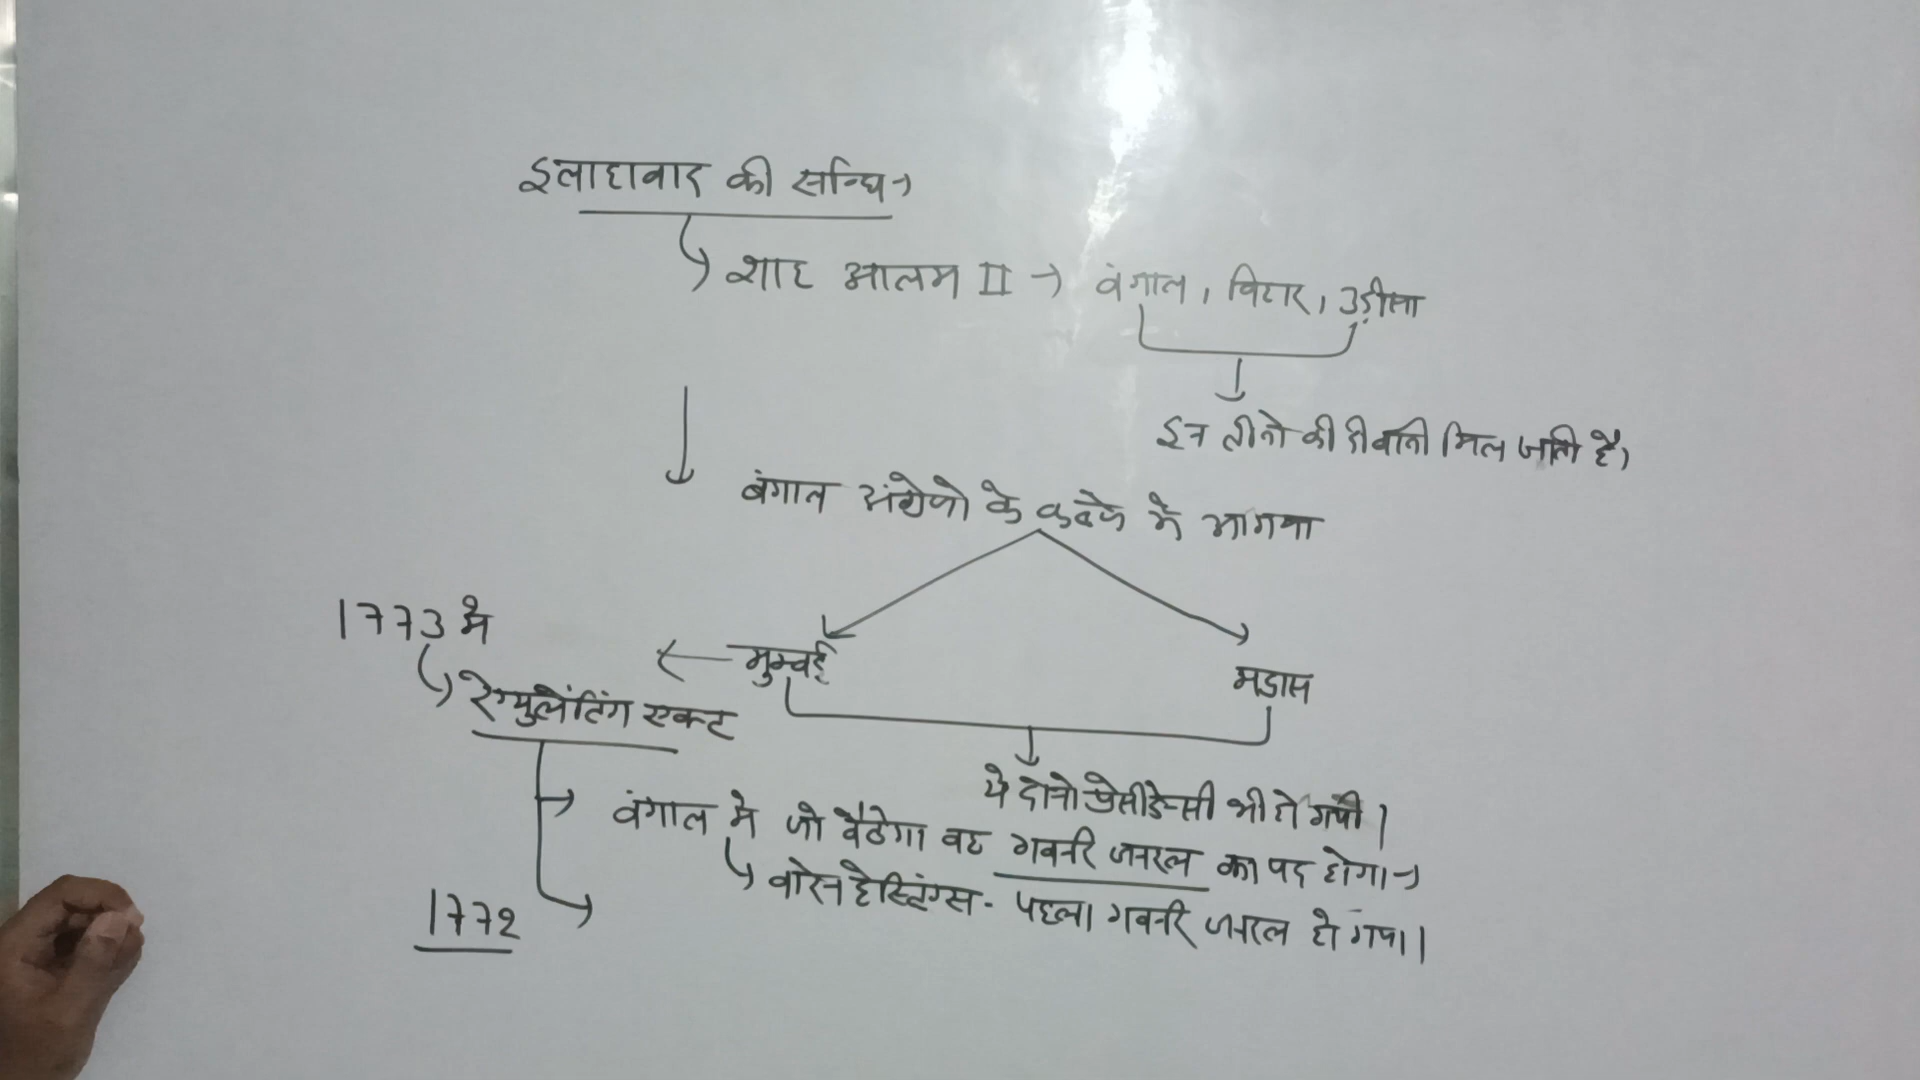 इलाहाबाद की सन्धि→
शाह आलम II → बंगाल, बिहार, उड़ीसा
इन तीनो की दीवानी मिल जाती है।
बंगाल अंग्रेजो के कब्जे मे आगया
1773 मे
मुम्बई
मद्रास
रेग्युलेंटिंग एक्ट
ये दोनो प्रेसीडेन्सी भी हो गयी।
बंगाल मे जो बैठेगा वह गवर्नर जनरल का पद होगा→
वारेन हेस्टिंग्स - पहला गवर्नर जनरल हो गया।
1772